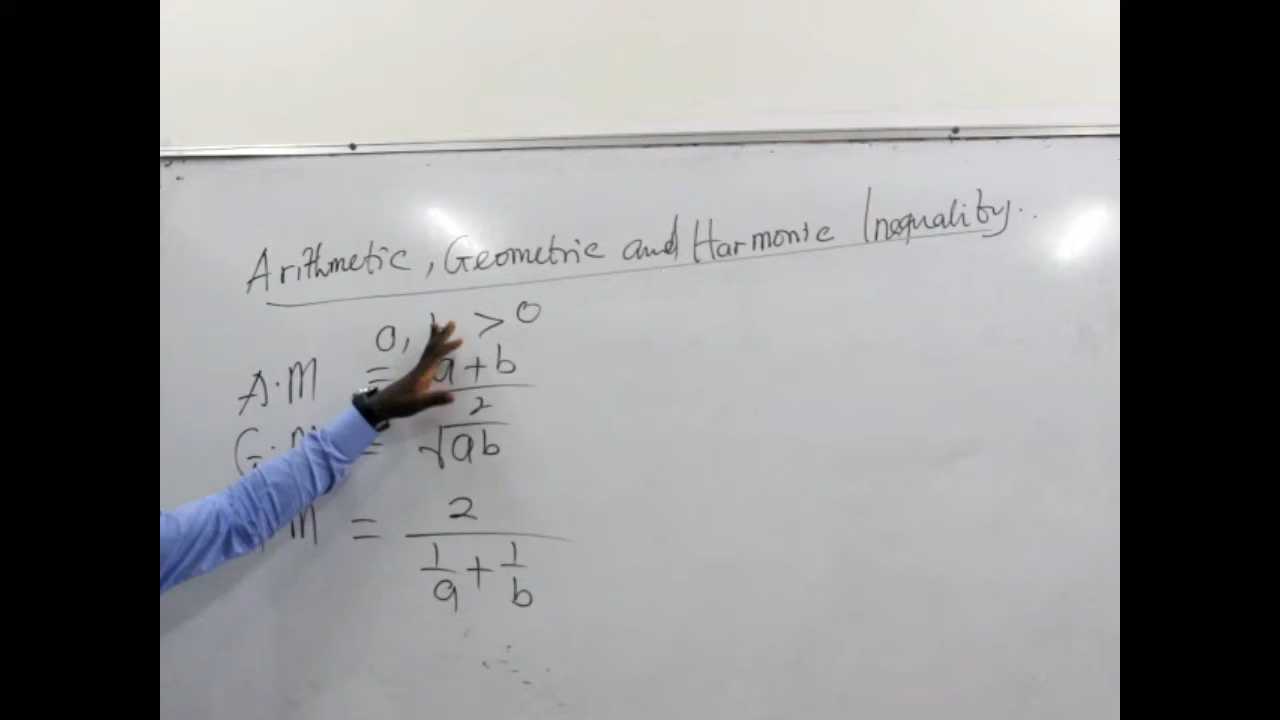 Arithmetic, Geometric and Harmonic Inequality..
a, > 0
A.M = a+b
2
G.M = √ab
M = 2
1 + 1
a b